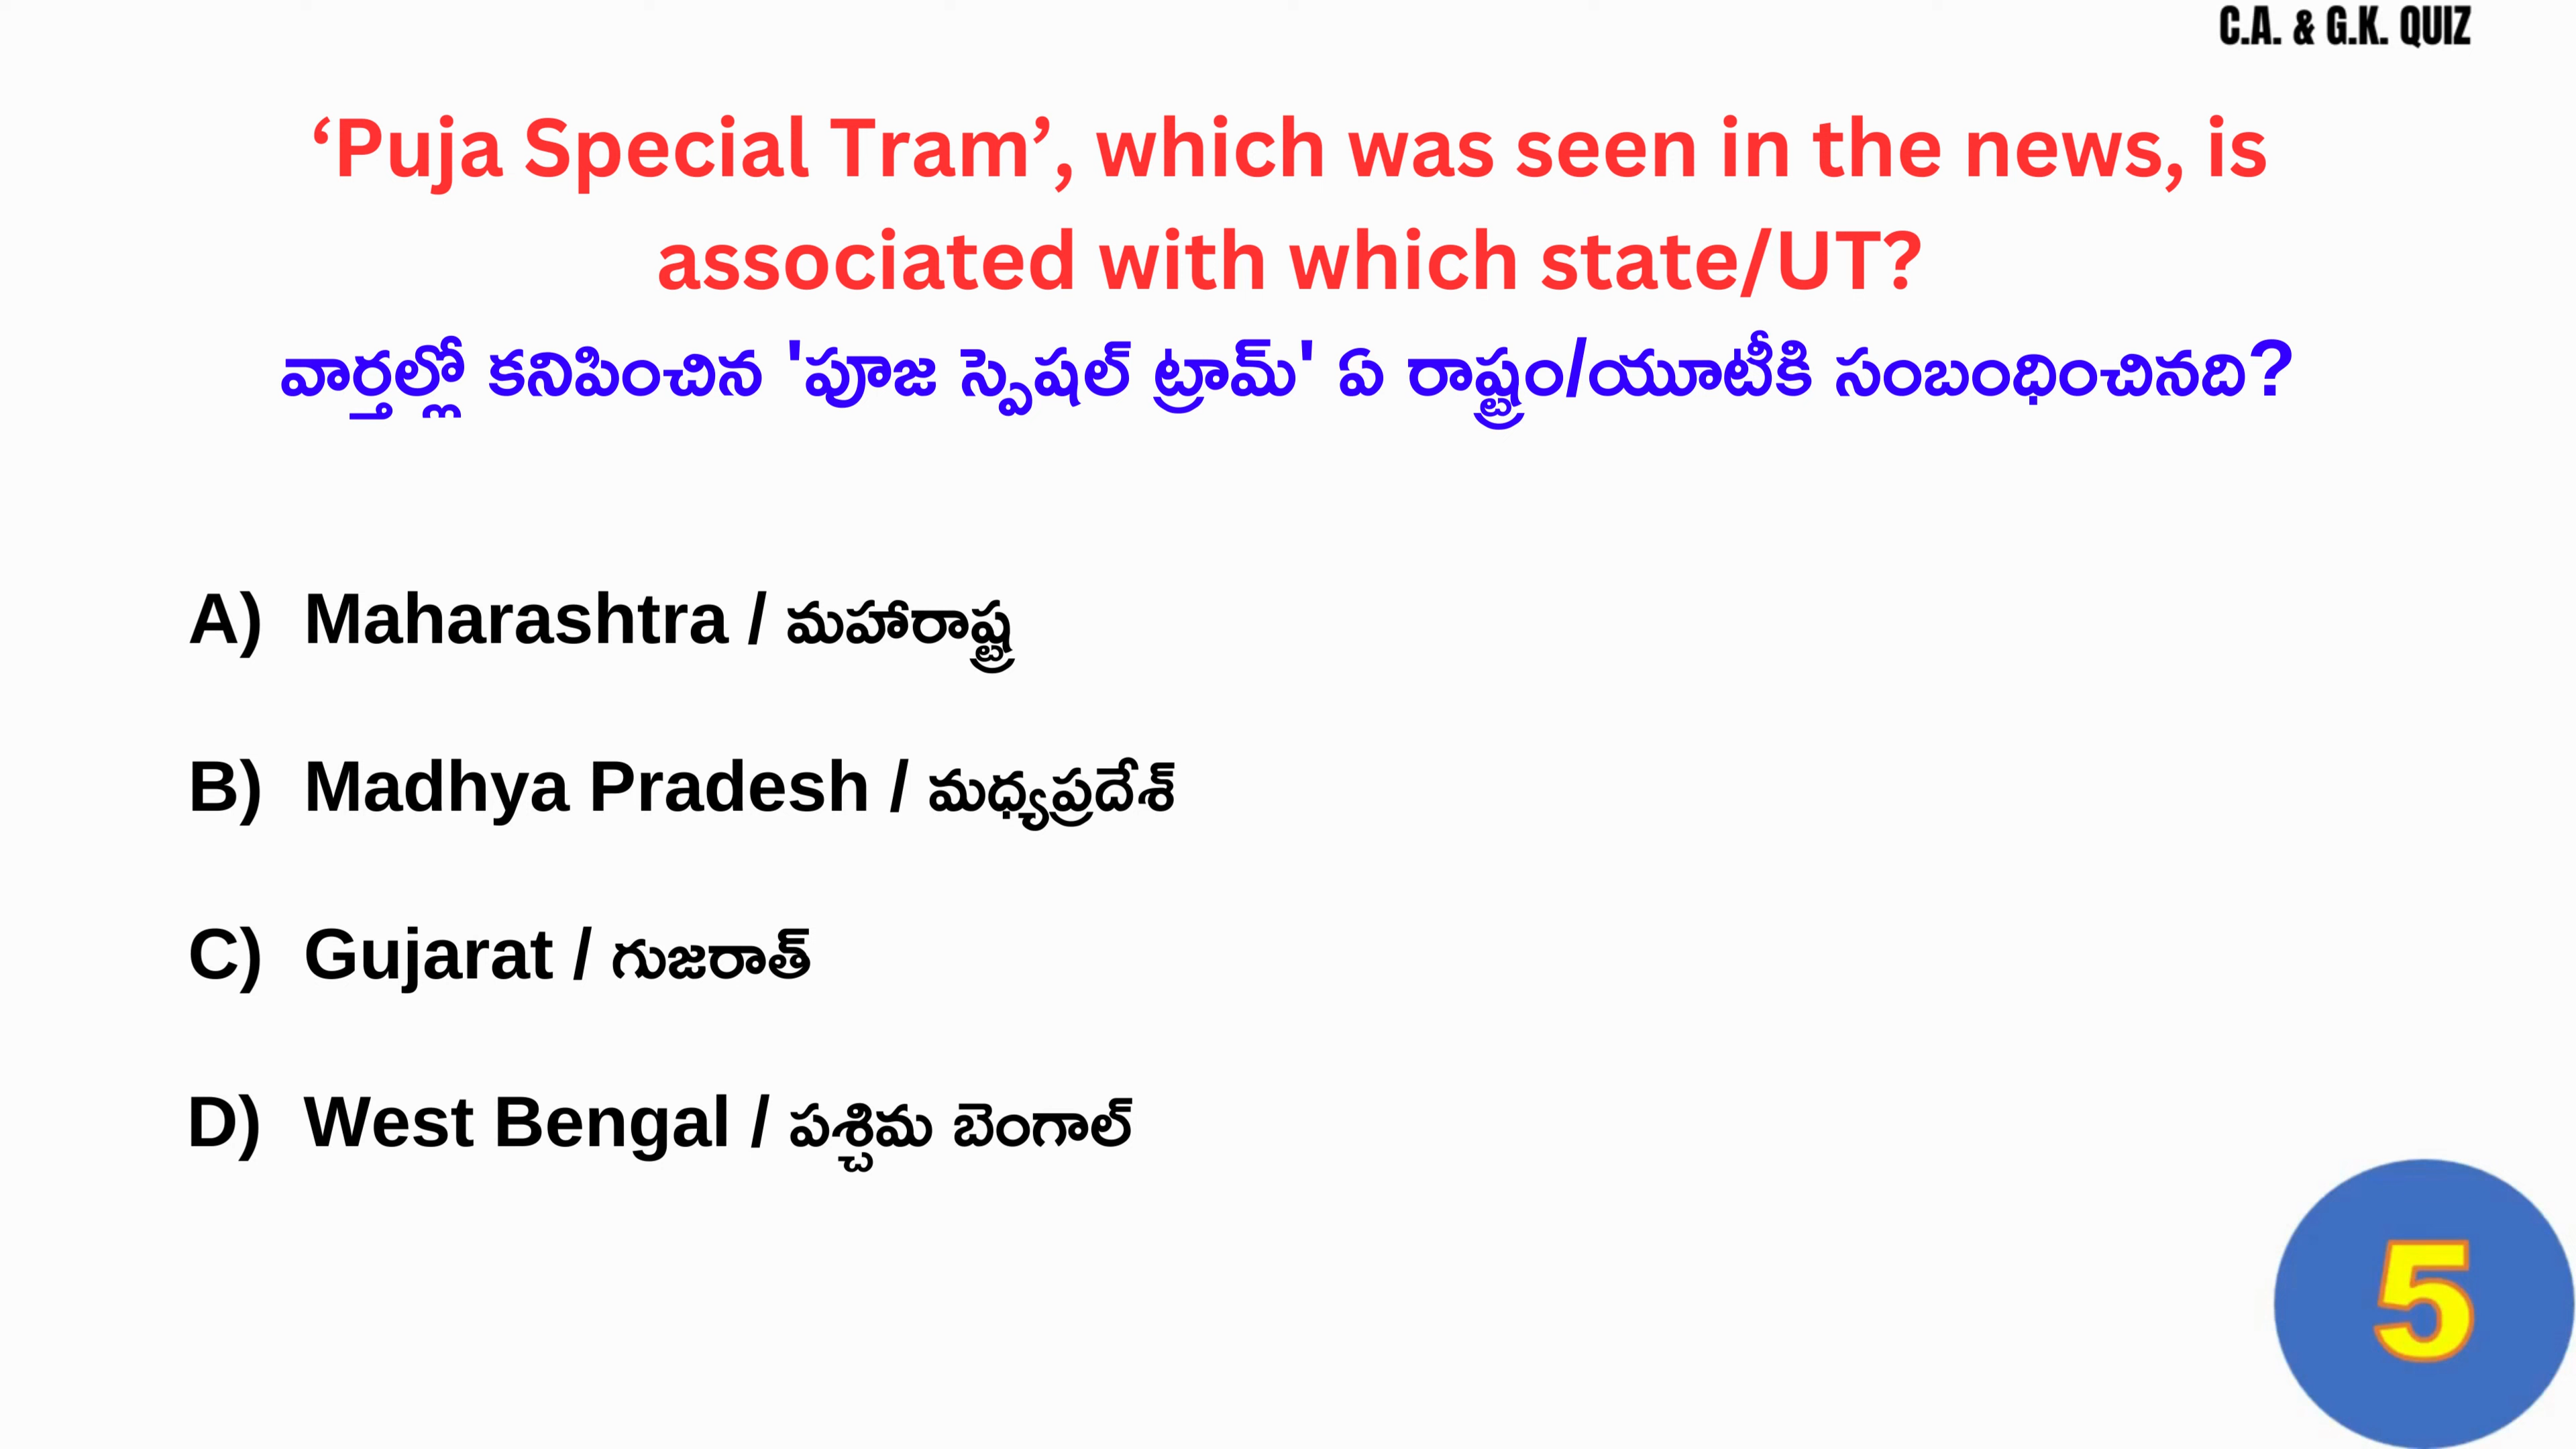 C.A. & G.K. QUIZ
‘Puja Special Tram’, which was seen in the news, is
associated with which state/UT?
వార్తల్లో కనిపించిన 'పూజ స్పెషల్ ట్రామ్' ఏ రాష్ట్రం/యూటీకి సంబంధించినది?
A) Maharashtra / మహారాష్ట్ర
B) Madhya Pradesh / మధ్యప్రదేశ్
C) Gujarat / గుజరాత్
D) West Bengal / పశ్చిమ బెంగాల్
5